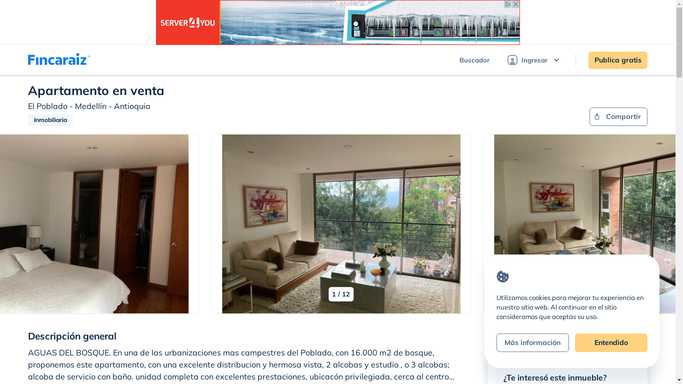 SERVER4YOU
Fincaraiz
Buscador
Ingresar
Publica gratis
Apartamento en venta
El Poblado - Medellín - Antioquia
Inmobiliaria
Compartir
1 / 12
Utilizamos cookies para mejorar tu experiencia en
nuestro sitio web. Al continuar en el sitio
consideramos que aceptas su uso.
Más información
Entendido
Descripción general
AGUAS DEL BOSQUE. En una de las urbanizaciones mas campestres del Poblado, con 16.000 m2 de bosque,
proponemos este apartamento, con una excelente distribucion y hermosa vista, 2 alcobas y estudio , o 3 alcobas;
alcoba de servicio con baño. unidad completa con excelentes prestaciones, ubicacón privilegiada, cerca al centro...
¿Te interesó este inmueble?